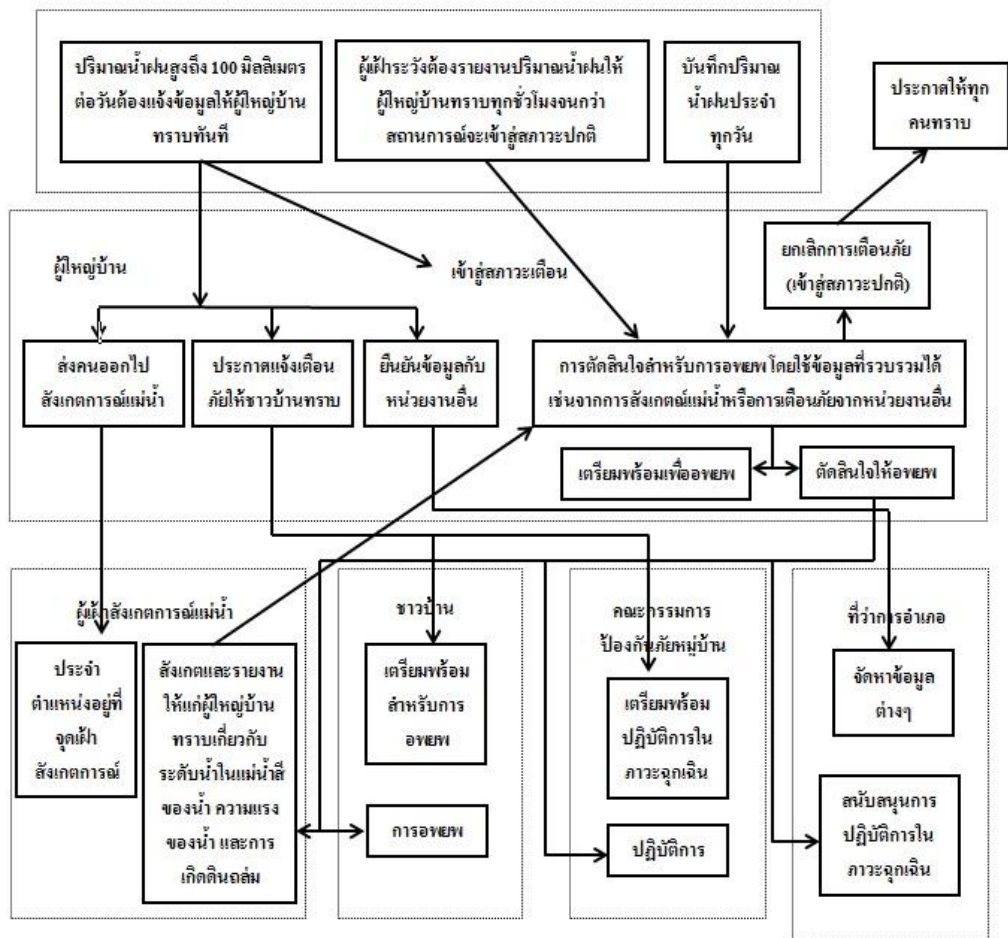 ปริมาณน้ำฝนสูงถึง 100 มิลลิเมตร
ต่อวันต้องแจ้งข้อมูลให้ผู้ใหญ่บ้าน
ทราบทันที
ผู้เฝ้าระวังต้องรายงานปริมาณน้ำฝนให้
ผู้ใหญ่บ้านทราบทุกชั่วโมงจนกว่า
สถานการณ์จะเข้าสู่สภาวะปกติ
บันทึกปริมาณ
น้ำฝนประจำ
ทุกวัน
ประกาศให้ทุก
คนทราบ
ผู้ใหญ่บ้าน
เข้าสู่สภาวะเตือน
ยกเลิกการเตือนภัย
(เข้าสู่สภาวะปกติ)
ส่งคนออกไป
สังเกตการณ์แม่น้ำ
ประกาศแจ้งเตือน
ภัยให้ชาวบ้านทราบ
ยืนยันข้อมูลกับ
หน่วยงานอื่น
การตัดสินใจสำหรับการอพยพ โดยใช้ข้อมูลที่รวบรวมได้
เช่นจากการสังเกตณ์แม่น้ำหรือการเตือนภัยจากหน่วยงานอื่น
เตรียมพร้อมเพื่ออพยพ
ตัดสินใจให้อพยพ
ผู้เฝ้าสังเกตการณ์แม่น้ำ
ประจำ
ตำแหน่งอยู่ที่
จุดเฝ้า
สังเกตการณ์
สังเกตและรายงาน
ให้แก่ผู้ใหญ่บ้าน
ทราบเกี่ยวกับ
ระดับน้ำในแม่น้ำสี
ของน้ำ ความแรง
ของน้ำ และการ
เกิดดินถล่ม
ชาวบ้าน
เตรียมพร้อม
สำหรับการ
อพยพ
การอพยพ
คณะกรรมการ
ป้องกันภัยหมู่บ้าน
เตรียมพร้อม
ปฏิบัติการใน
ภาวะฉุกเฉิน
ปฏิบัติการ
ที่ว่าการอำเภอ
จัดหาข้อมูล
ต่างๆ
สนับสนุนการ
ปฏิบัติการใน
ภาวะฉุกเฉิน